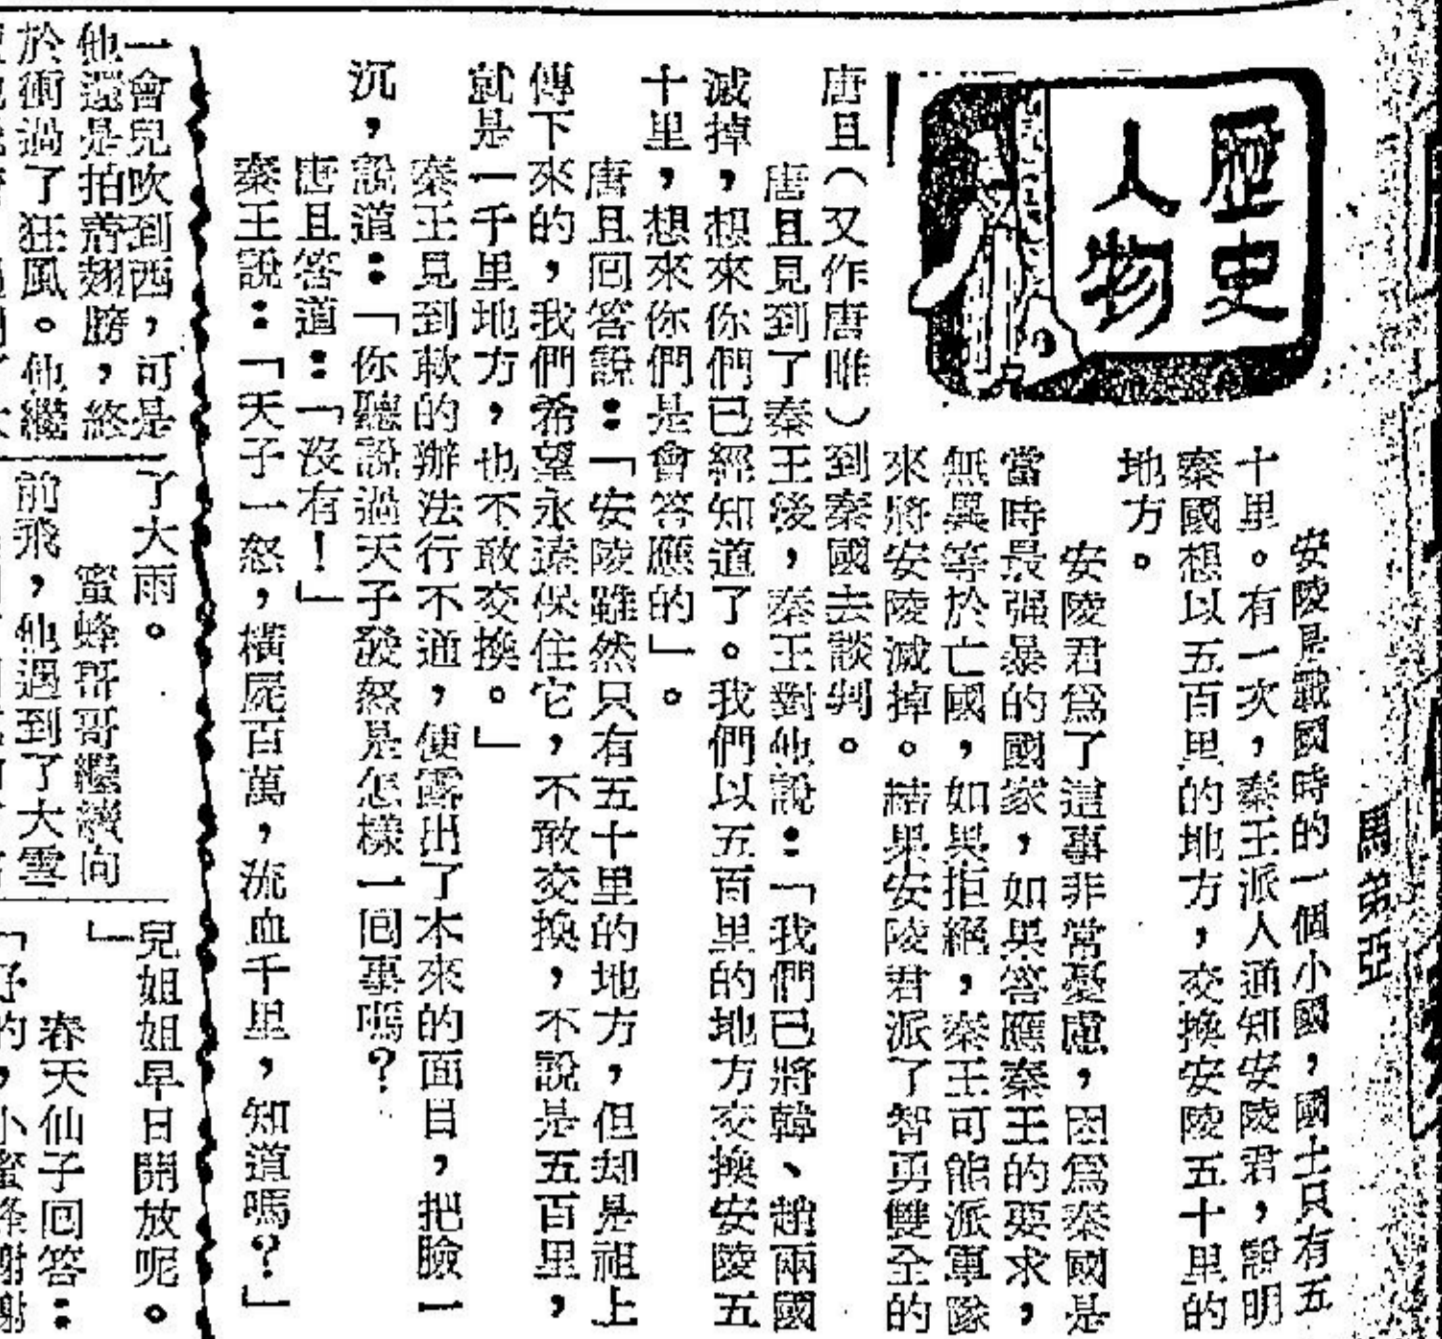 歷史
人物
馬弟亞
安陵是戰國時的一個小國，國土只有五
十里。有一次，秦王派人通知安陵君，說明
秦國想以五百里的地方，交換安陵五十里的
地方。
安陵君爲了這事非常憂慮，因爲秦國是
當時最强暴的國家，如果答應秦王的要求，
無異等於亡國，如果拒絕，秦王可能派軍隊
來將安陵滅掉。結果安陵君派了智勇雙全的
唐且（又作唐雎）到秦國去談判。
唐且見到了秦王後，秦王對他說：「我們已將韓、趙兩國
滅掉，想來你們已經知道了。我們以五百里的地方交換安陵五
十里，想來你們是會答應的」。
唐且回答說：「安陵雖然只有五十里的地方，但却是祖上
傳下來的，我們希望永遠保住它，不敢交換，不說是五百里，
就是一千里地方，也不敢交換。」
秦王見到軟的辦法行不通，便露出了本來的面目，把臉一
沉，說道：「你聽說過天子發怒是怎樣一回事嗎？
唐且答道：「沒有！」
秦王說：「天子一怒，橫屍百萬，流血千里，知道嗎？」
一會兒吹到西，可是
他還是拍着翅膀，終
於衝過了狂風。他繼
了大雨。
蜜蜂哥哥繼續向
前飛，他遇到了大雪
兒姐姐早日開放呢。
」
春天仙子回答：
「好的，小蜜蜂謝謝